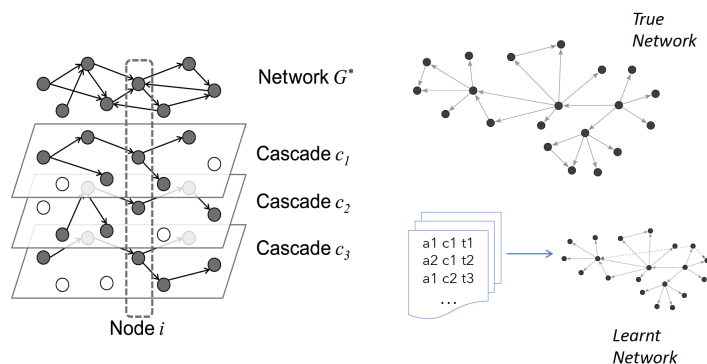 Network G*
Cascade c1
Cascade c2
Cascade c3
Node i
True
Network
a1 c1 t1
a2 c1 t2
a1 c2 t3
...
Learnt
Network